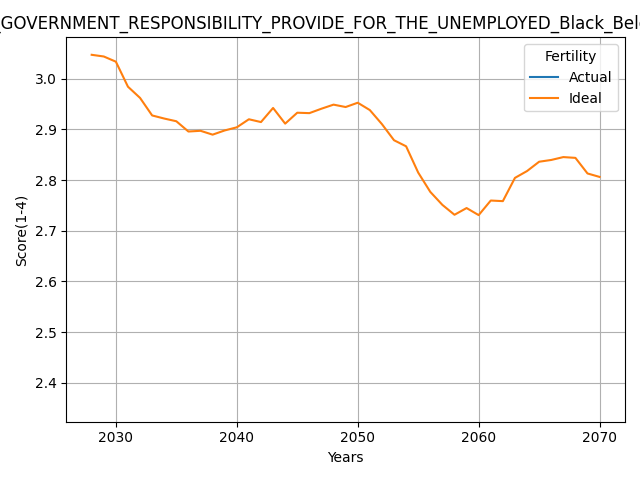 GOVERNMENT_RESPONSIBILITY_PROVIDE_FOR_THE_UNEMPLOYED_Black_Bel
Fertility
Actual
Ideal
3.0
2.9
2.8
2.7
2.6
2.5
2.4
Score(1-4)
2030
2040
2050
2060
2070
Years